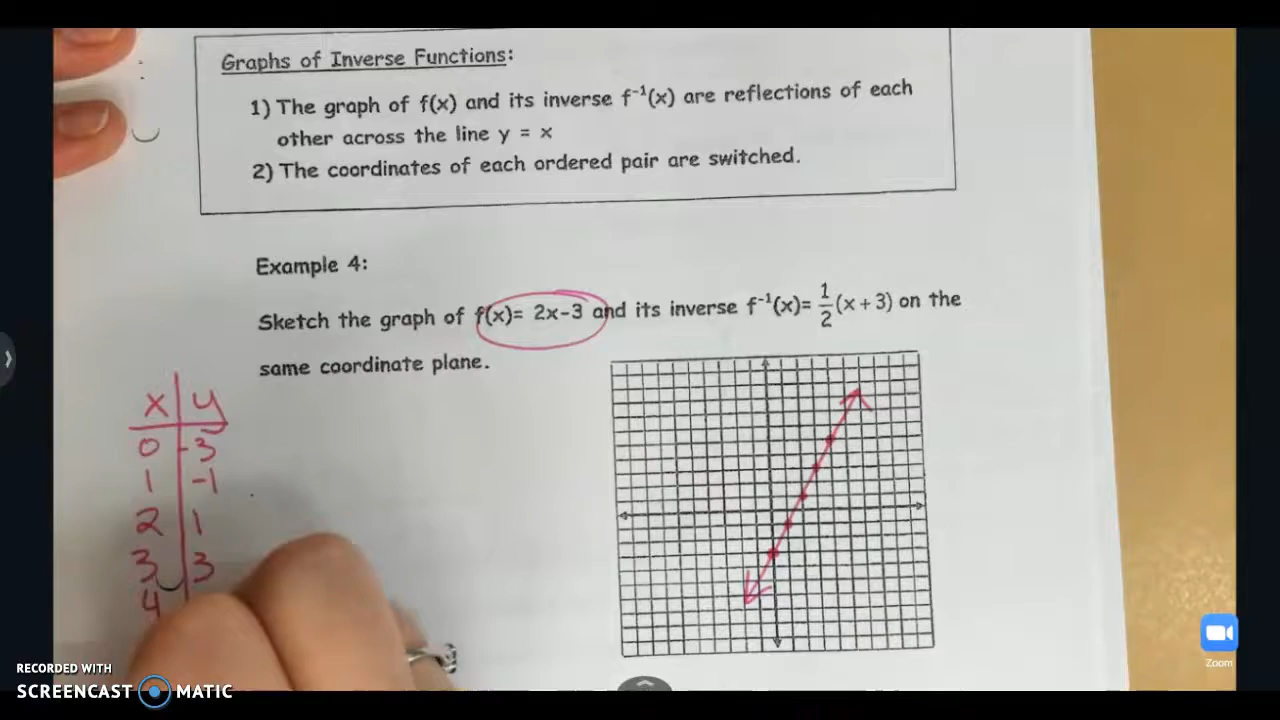 Graphs of Inverse Functions:
1) The graph of f(x) and its inverse f⁻¹(x) are reflections of each
other across the line y = x
2) The coordinates of each ordered pair are switched.
Example 4:
Sketch the graph of f(x)= 2x-3 and its inverse f⁻¹(x)= 1/2(x+3) on the
same coordinate plane.
x y
0 -3
1 -1
2 1
3 3
4
Zoom
RECORDED WITH
SCREENCAST MATIC